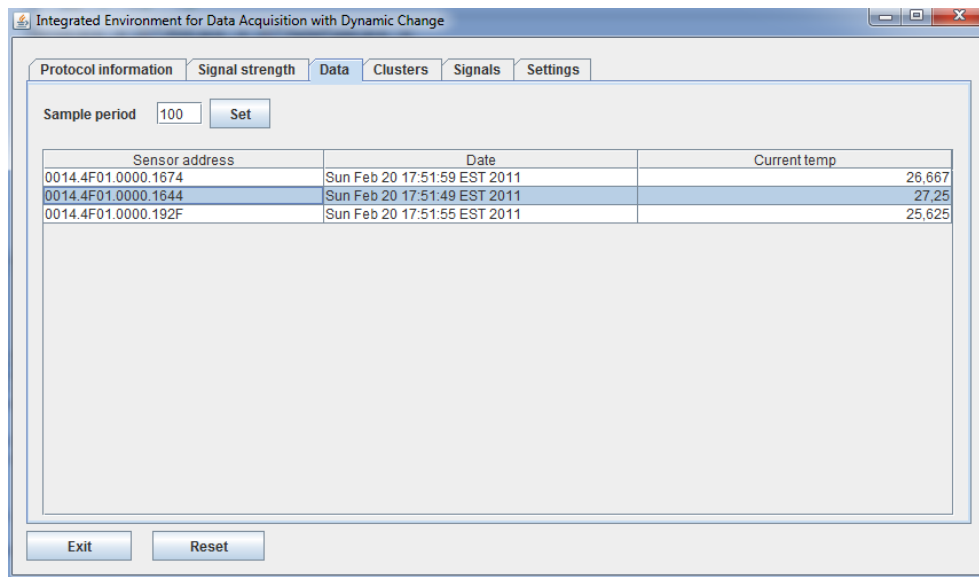 Integrated Environment for Data Acquisition with Dynamic Change
Protocol information Signal strength Data Clusters Signals Settings
Sample period 100 Set
Sensor address Date Current temp
0014.4F01.0000.1674 Sun Feb 20 17:51:59 EST 2011 26,667
0014.4F01.0000.1644 Sun Feb 20 17:51:49 EST 2011 27,25
0014.4F01.0000.192F Sun Feb 20 17:51:55 EST 2011 25,625
Exit Reset